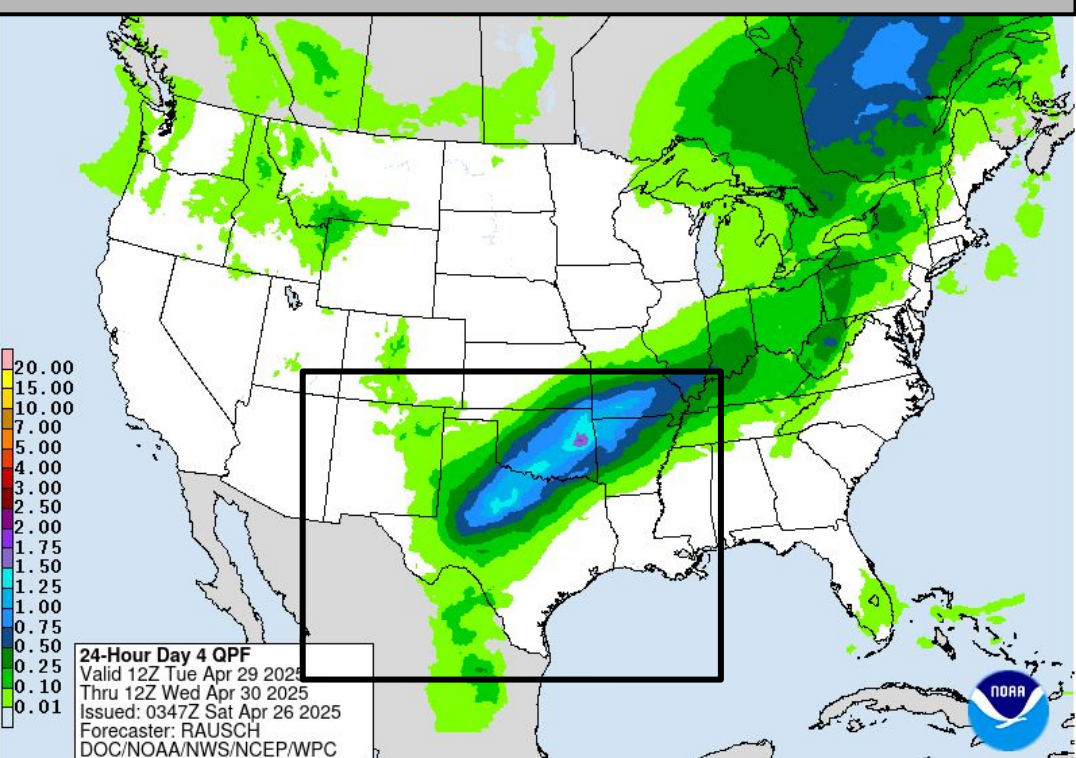 20.00
15.00
10.00
7.00
5.00
4.00
3.00
2.50
2.00
1.75
1.50
1.25
1.00
0.75
0.50
0.25
0.10
0.01
24-Hour Day 4 QPF
Valid 12Z Tue Apr 29 2025
Thru 12Z Wed Apr 30 2025
Issued: 0347Z Sat Apr 26 2025
Forecaster: RAUSCH
DOC/NOAA/NWS/NCEP/WPC
NOAA